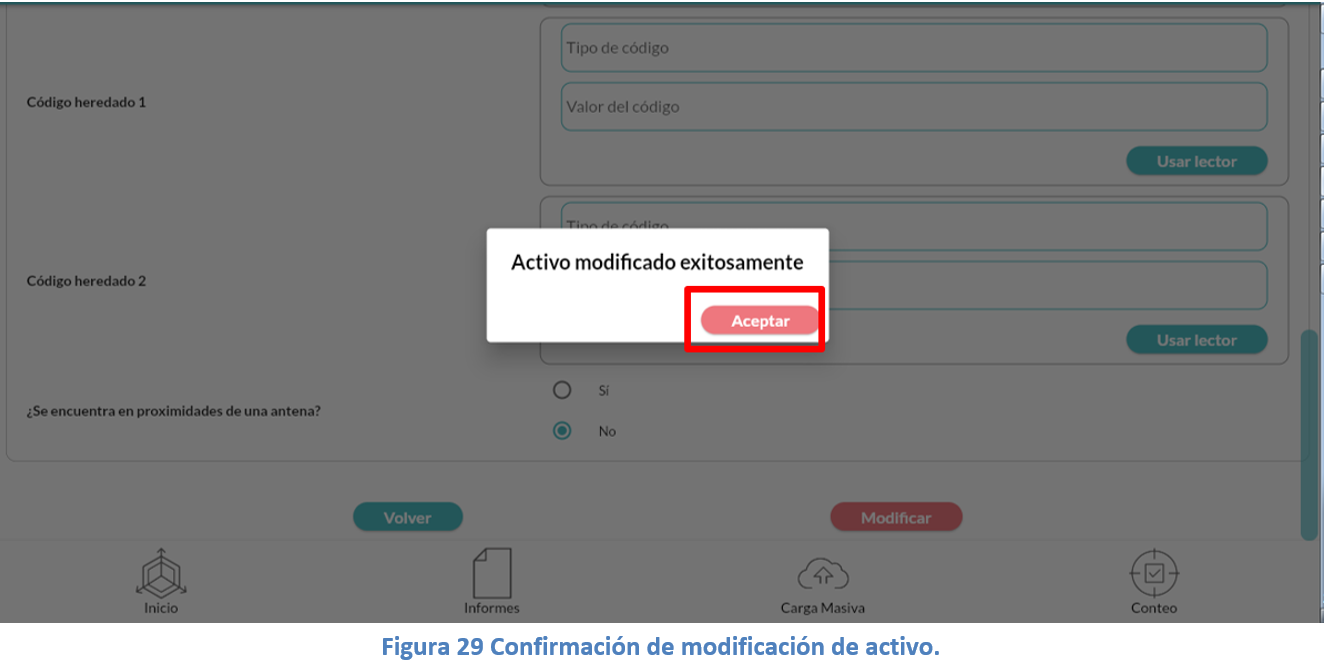 Código heredado 1
Tipo de código
Valor del código
Usar lector
Código heredado 2
Tipo de código
Usar lector
Activo modificado exitosamente
Aceptar
¿Se encuentra en proximidades de una antena?
Sí
No
Volver
Modificar
Inicio
Informes
Carga Masiva
Conteo
Figura 29 Confirmación de modificación de activo.